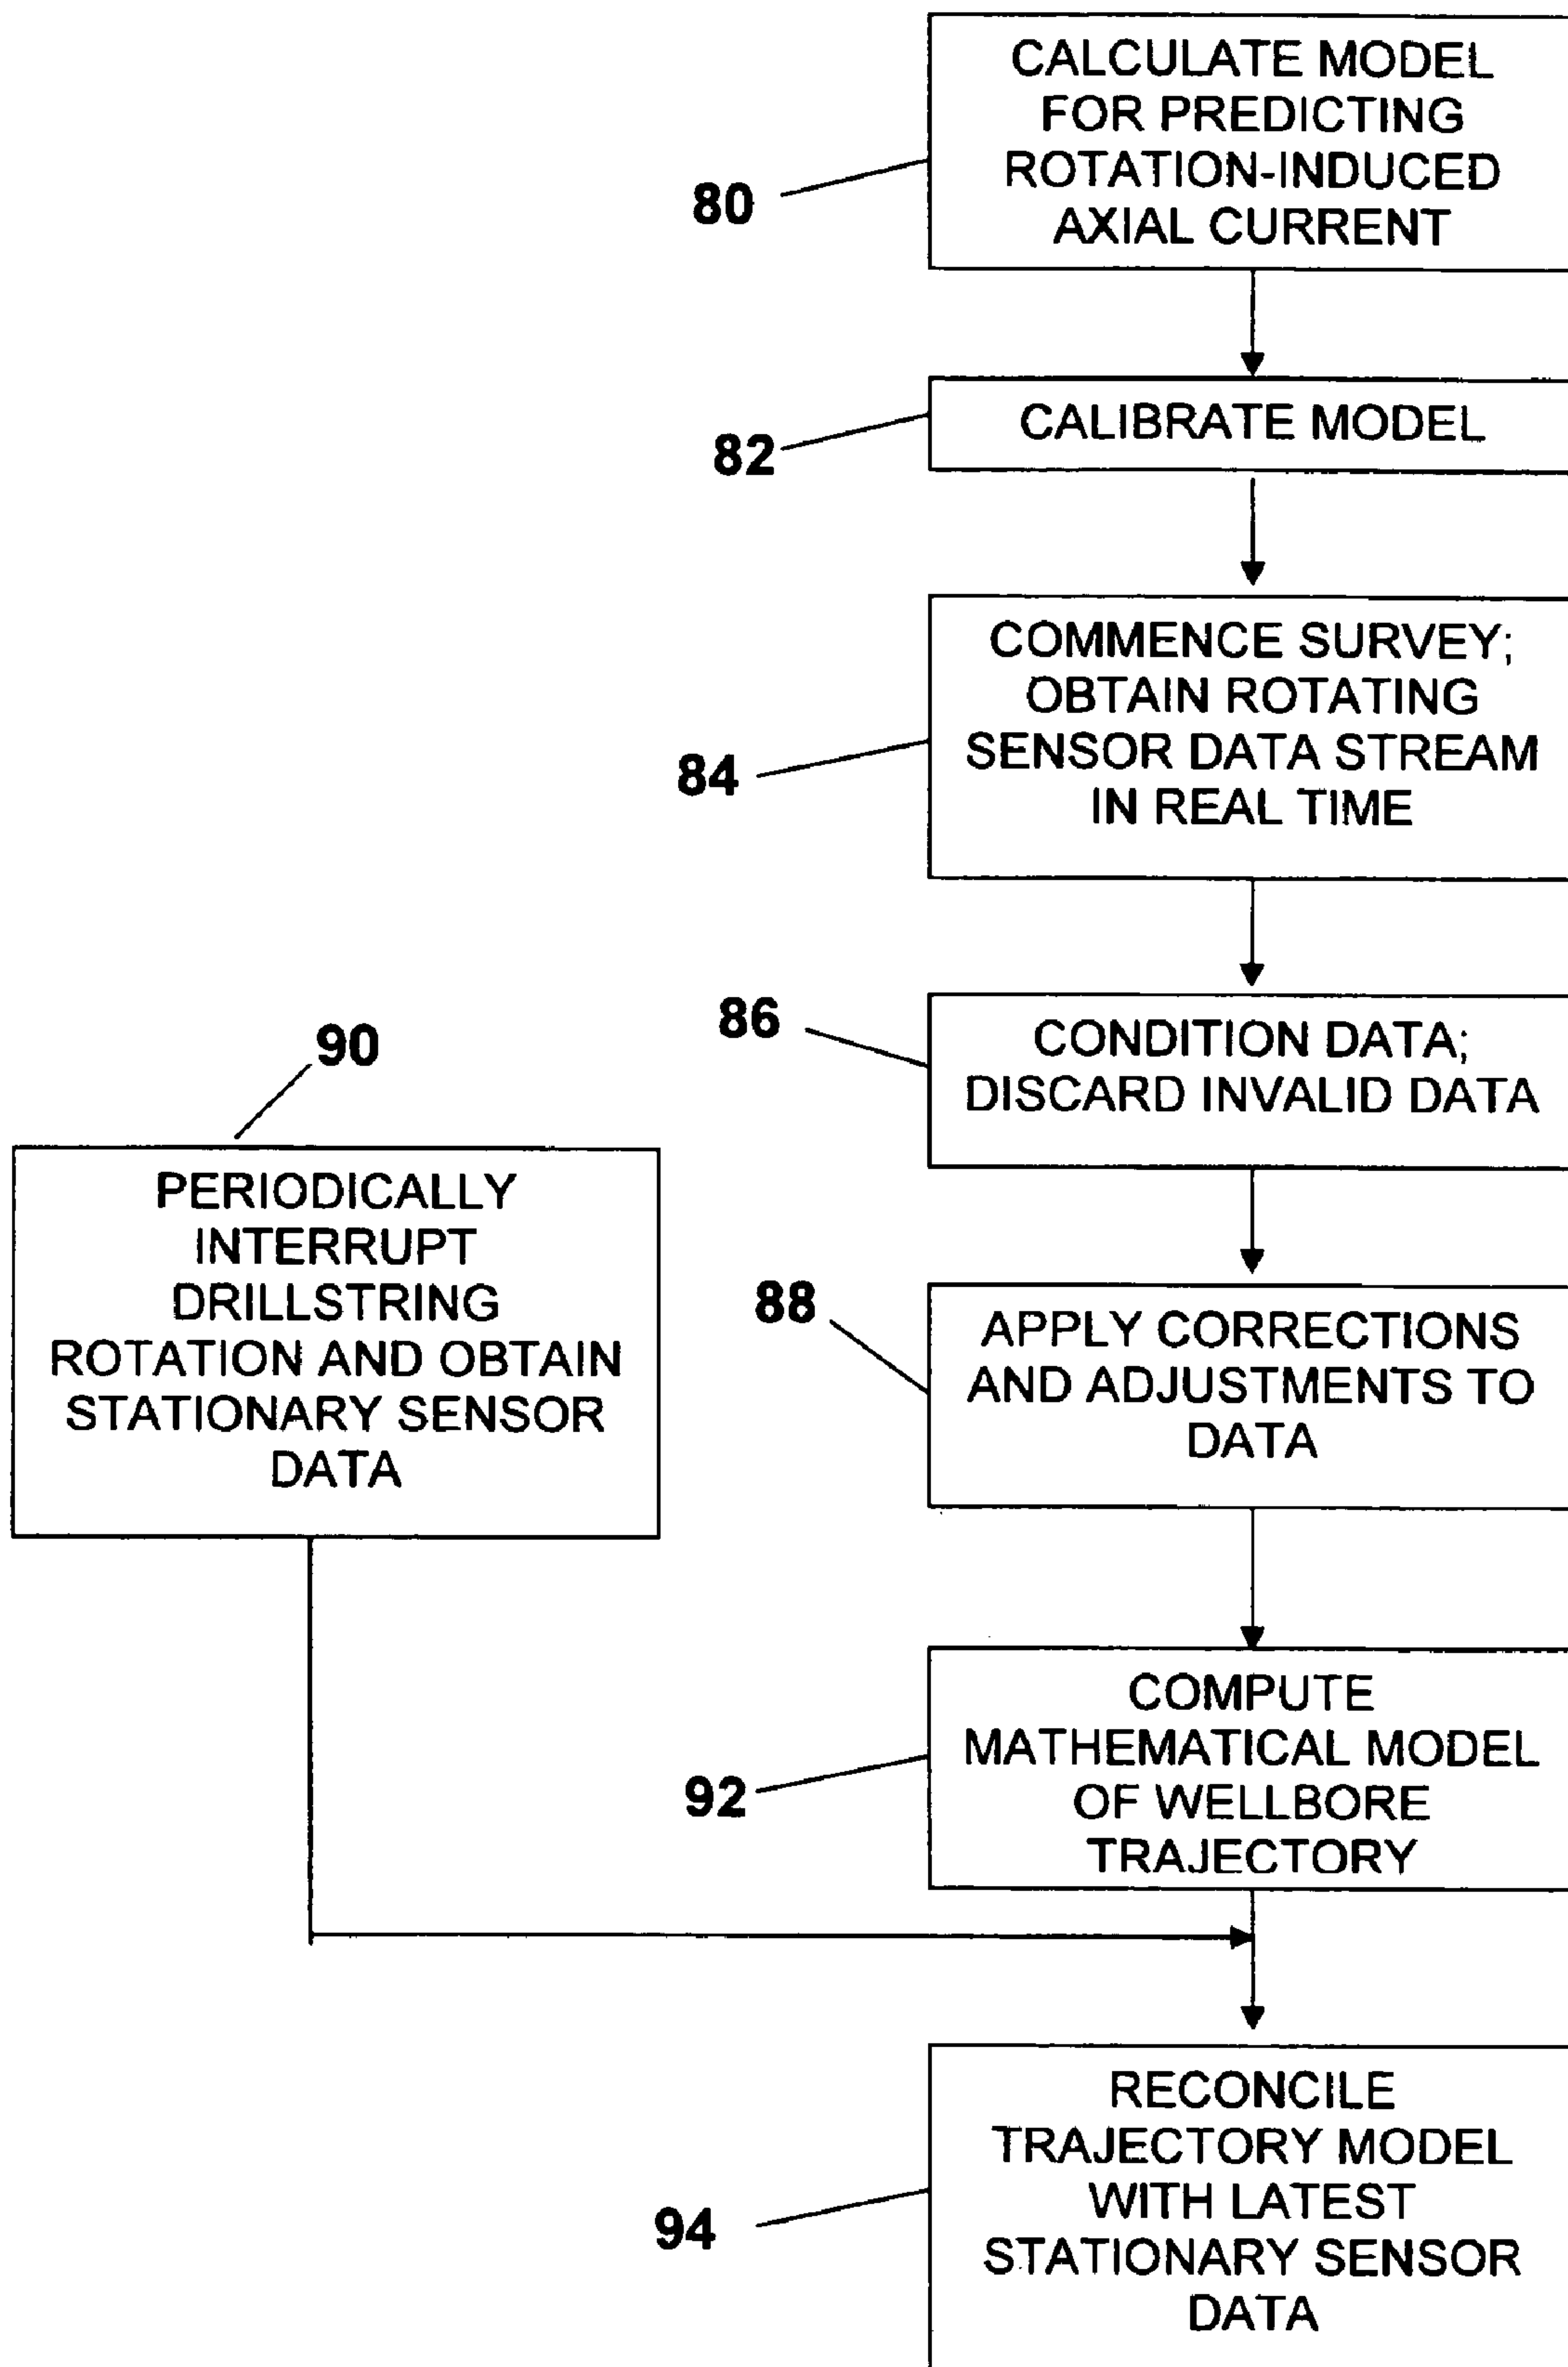 CALCULATE MODEL
FOR PREDICTING
ROTATION-INDUCED
AXIAL CURRENT
80
CALIBRATE MODEL
82
COMMENCE SURVEY;
OBTAIN ROTATING
SENSOR DATA STREAM
IN REAL TIME
84
86
CONDITION DATA;
DISCARD INVALID DATA
90
PERIODICALLY
INTERRUPT
DRILLSTRING
ROTATION AND OBTAIN
STATIONARY SENSOR
DATA
88
APPLY CORRECTIONS
AND ADJUSTMENTS TO
DATA
COMPUTE
MATHEMATICAL MODEL
OF WELLBORE
TRAJECTORY
92
RECONCILE
TRAJECTORY MODEL
WITH LATEST
STATIONARY SENSOR
DATA
94